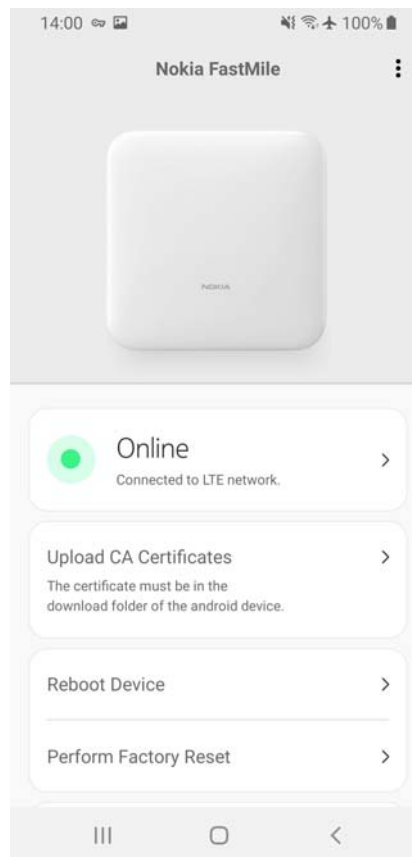 14:00 100%
Nokia FastMile
NOKIA
Online
Connected to LTE network.
Upload CA Certificates
The certificate must be in the
download folder of the android device.
Reboot Device
Perform Factory Reset